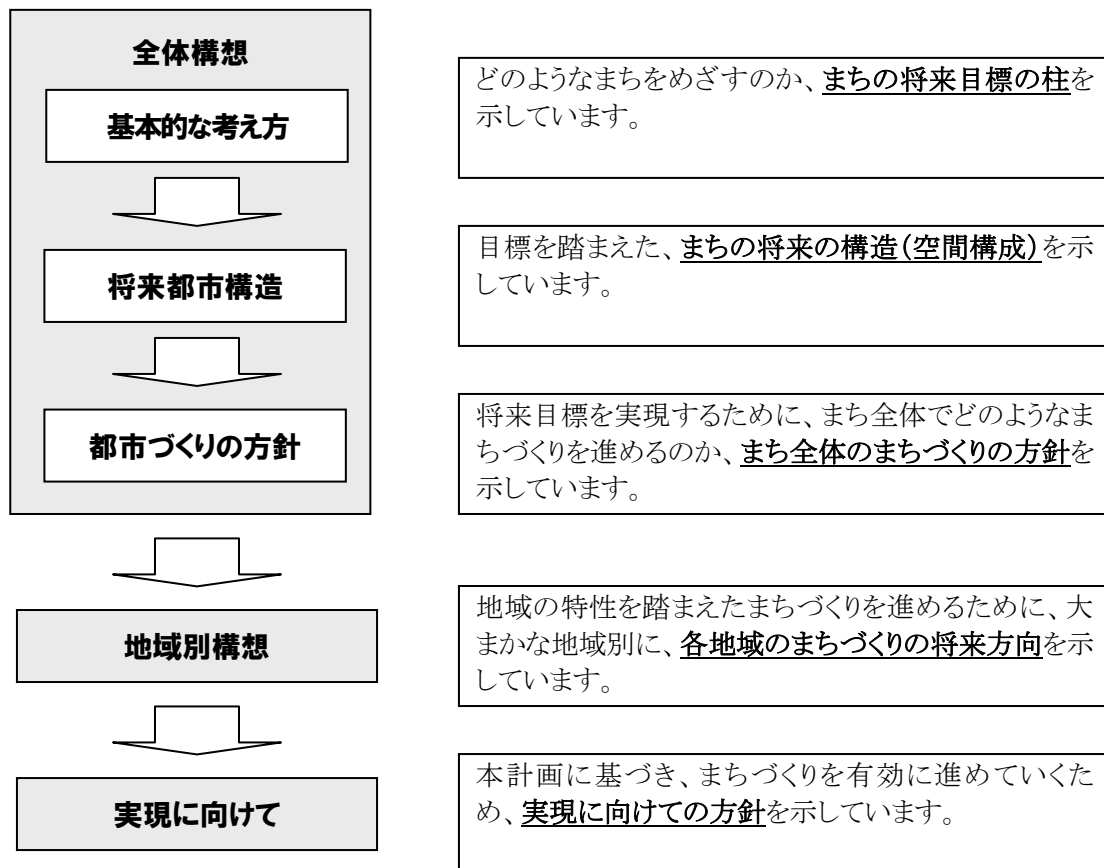 全体構想
基本的な考え方
どのようなまちをめざすのか、まちの将来目標の柱を
示しています。
将来都市構造
目標を踏まえた、まちの将来の構造(空間構成)を示
しています。
都市づくりの方針
将来目標を実現するために、まち全体でどのようなま
ちづくりを進めるのか、まち全体のまちづくりの方針を
示しています。
地域別構想
地域の特性を踏まえたまちづくりを進めるために、大
まかな地域別に、各地域のまちづくりの将来方向を示
しています。
実現に向けて
本計画に基づき、まちづくりを有効に進めていくた
め、実現に向けての方針を示しています。